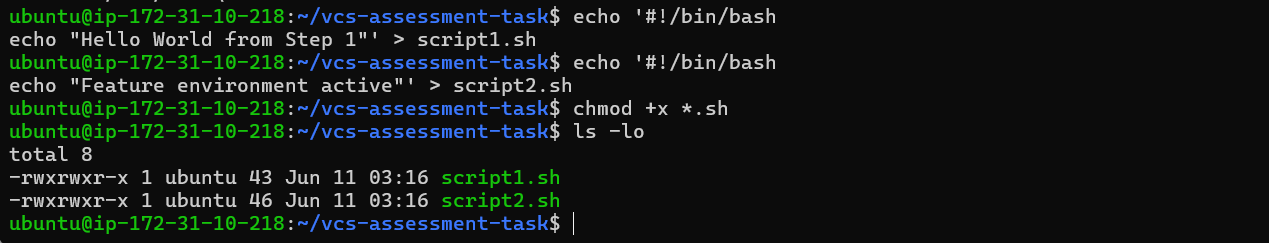 ubuntu@ip-172-31-10-218:~/vcs-assessment-task$ echo '#!/bin/bash
echo "Hello World from Step 1"' > script1.sh
ubuntu@ip-172-31-10-218:~/vcs-assessment-task$ echo '#!/bin/bash
echo "Feature environment active"' > script2.sh
ubuntu@ip-172-31-10-218:~/vcs-assessment-task$ chmod +x *.sh
ubuntu@ip-172-31-10-218:~/vcs-assessment-task$ ls -lo
total 8
-rwxrwxr-x 1 ubuntu 43 Jun 11 03:16 script1.sh
-rwxrwxr-x 1 ubuntu 46 Jun 11 03:16 script2.sh
ubuntu@ip-172-31-10-218:~/vcs-assessment-task$